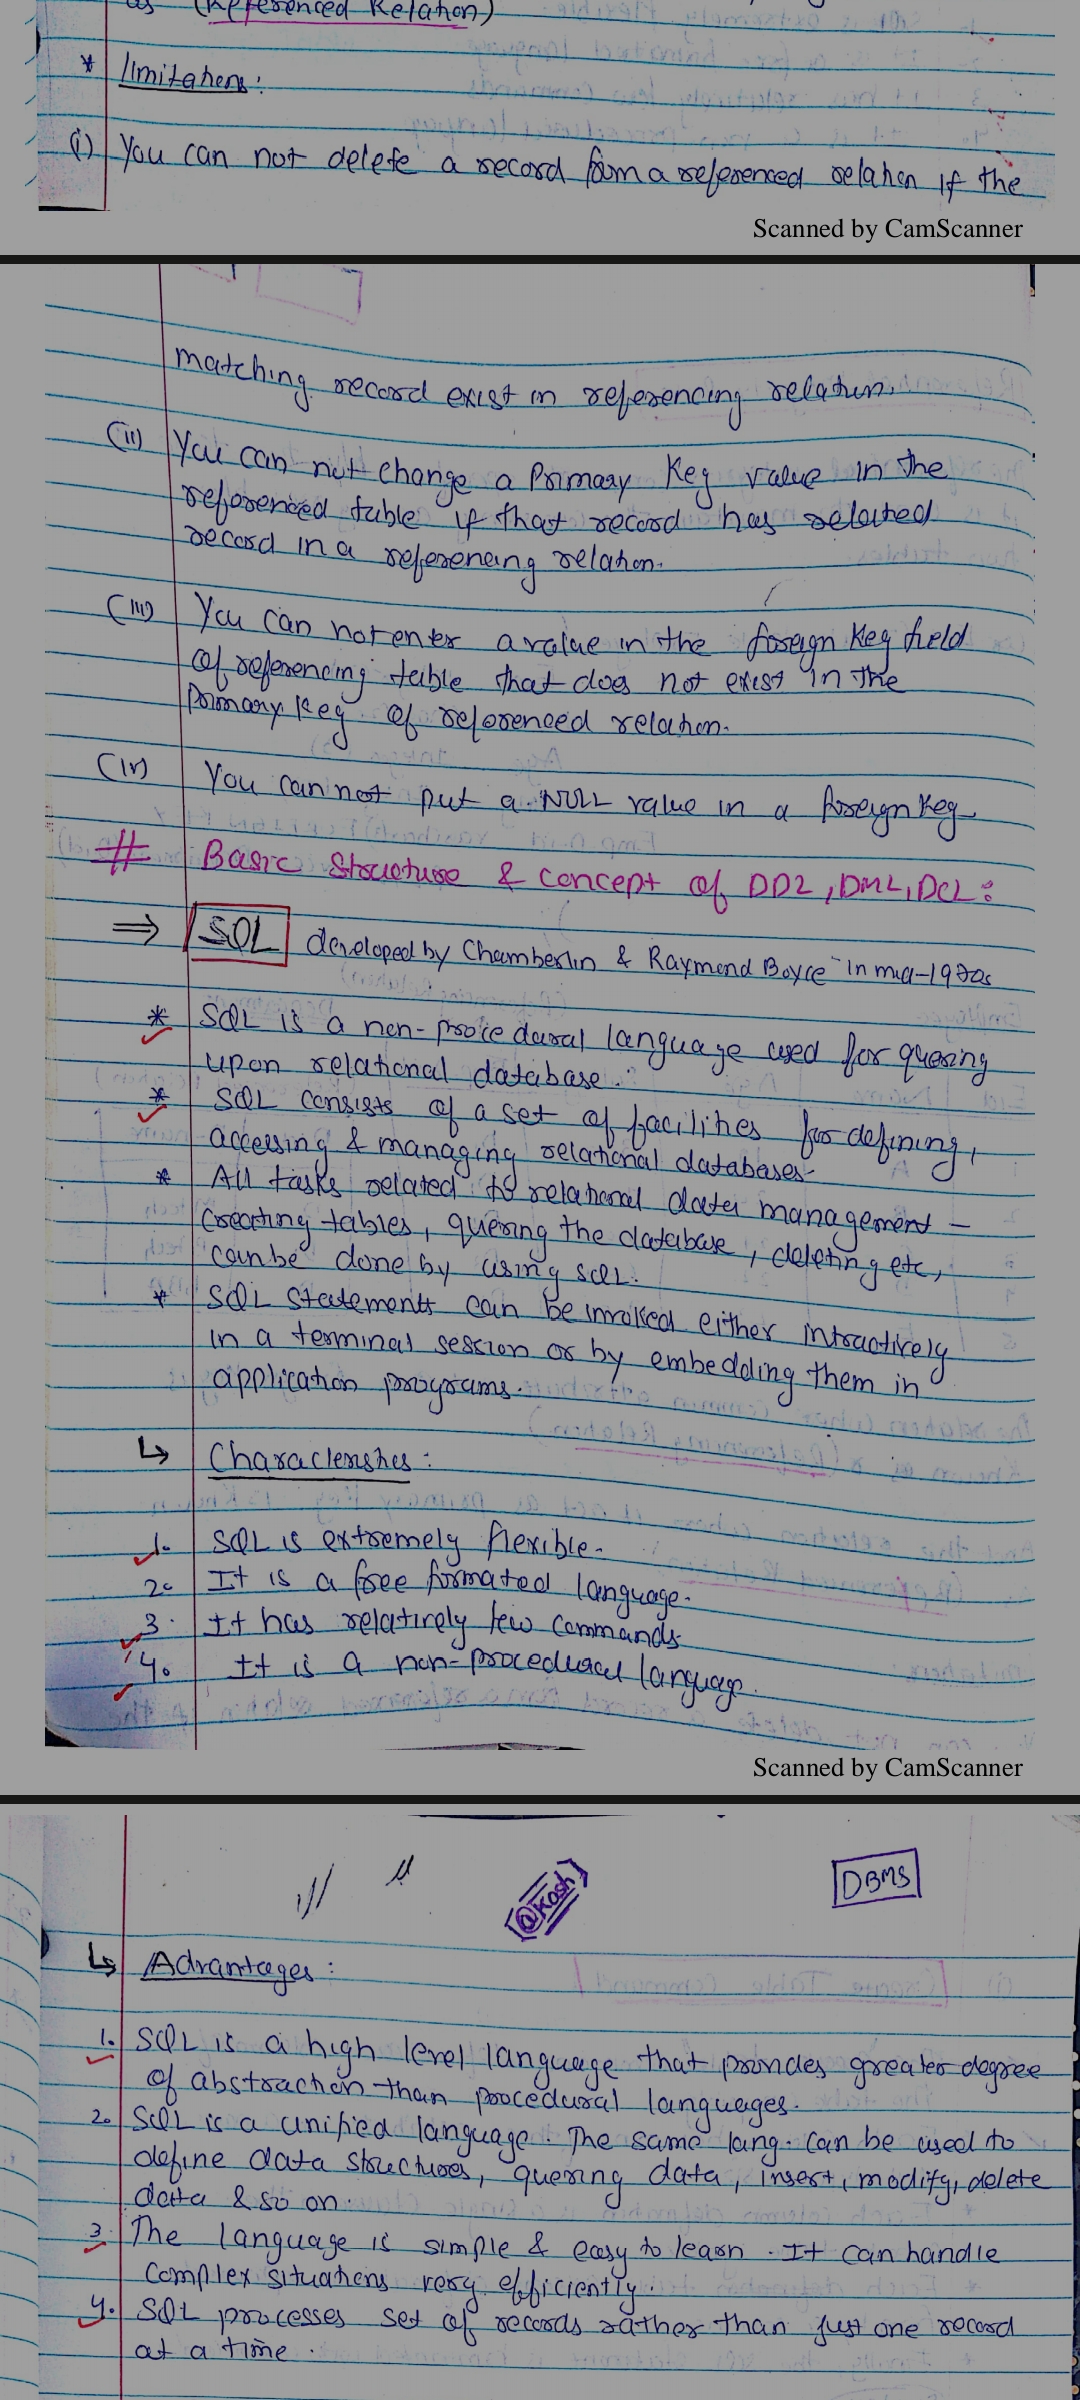 as (Referenced Relation)
* limitations:
(i) You can not delete a record from a referenced relation if the
Scanned by CamScanner
matching record exist in referencing relation.
(ii) You can not change a Primary Key value in the
referenced table if that record has related
record in a referencing relation.
(iii) You can not enter a value in the foreign Key field
of referencing table that does not exist in the
Primary Key of referenced relation.
(iv) You can not put a NULL value in a foreign Key
# Basic Structure & concept of DDL, DML, DCL:
⇒ SQL developed by Chamberlin & Raymond Boyce in mid-1970s
* SQL is a non-procedural language used for quering
upon relational database.
* SQL consists of a set of facilities for defining,
accessing & managing relational databases.
* All tasks related to relational data management -
creating tables, quering the database, deleting etc,
can be done by using SQL.
* SQL statements can be invoked either intractively
in a terminal session or by embedding them in
application programs.
↳ Characteristics:
1. SQL is extremely flexible.
2. It is a free formated language.
3. It has relatively few commands
4. It is a non-procedural language.
Scanned by CamScanner
@kash
DBMS
↳ Advantages:
1. SQL is a high level language that provides greater degree
of abstraction than procedural languages.
2. SQL is a unified language. The same lang. can be used to
define data structures, quering data, insert, modify, delete
data & so on.
3. The language is simple & easy to learn. It can handle
complex situations very efficiently.
4. SQL processes set of records rather than just one record
at a time.